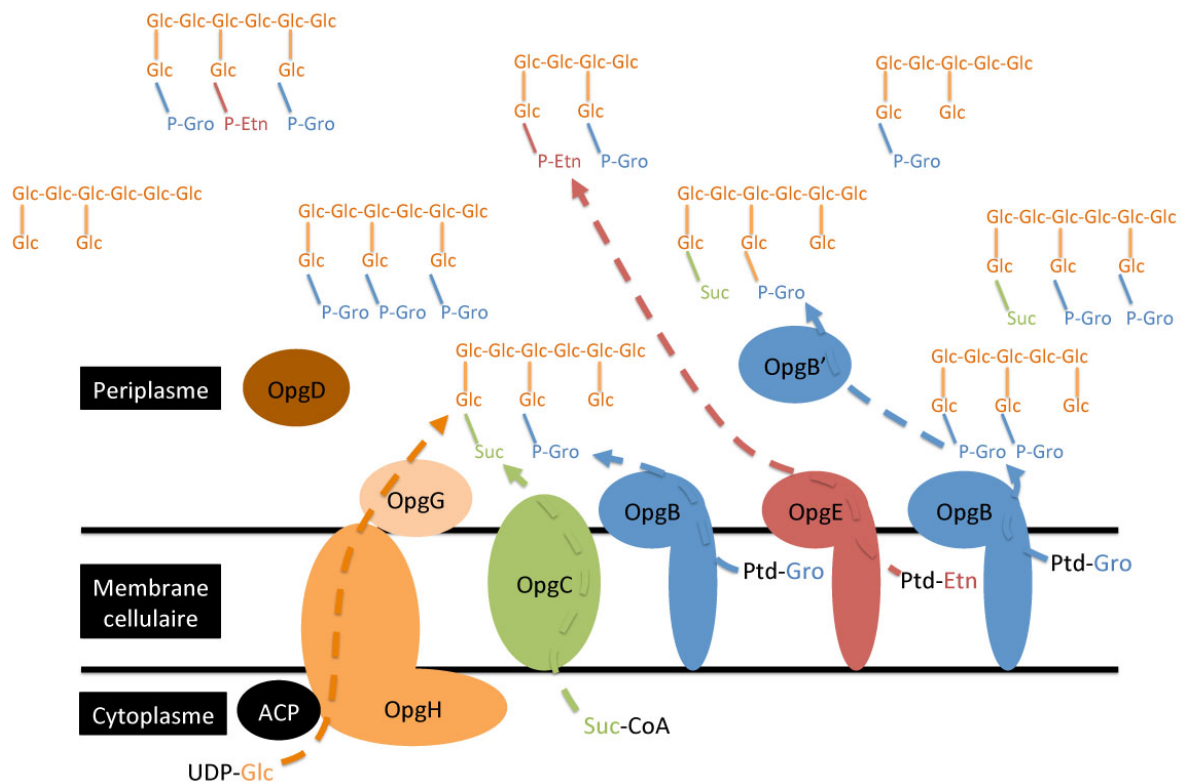 Glc-Glc-Glc-Glc-Glc-Glc
Glc Glc Glc
P-Gro P-Etn P-Gro
Glc-Glc-Glc-Glc
Glc Glc
P-Etn P-Gro
Glc-Glc-Glc-Glc-Glc
Glc Glc
P-Gro
Glc-Glc-Glc-Glc-Glc-Glc
Glc Glc
Glc-Glc-Glc-Glc-Glc-Glc
Glc Glc Glc
P-Gro P-Gro P-Gro
Glc-Glc-Glc-Glc-Glc-Glc
Glc Glc Glc
Suc P-Gro
Glc-Glc-Glc-Glc-Glc-Glc
Glc Glc Glc
Suc P-Gro P-Gro
Periplasme
OpgD
Glc-Glc-Glc-Glc-Glc-Glc
Glc Glc Glc
Suc P-Gro
OpgB'
Glc-Glc-Glc-Glc-Glc
Glc Glc Glc
P-Gro P-Gro
OpgG
OpgB
OpgE
OpgB
Membrane
cellulaire
OpgC
Ptd-Gro
Ptd-Etn
Ptd-Gro
Cytoplasme
ACP
OpgH
Suc-CoA
UDP-Glc